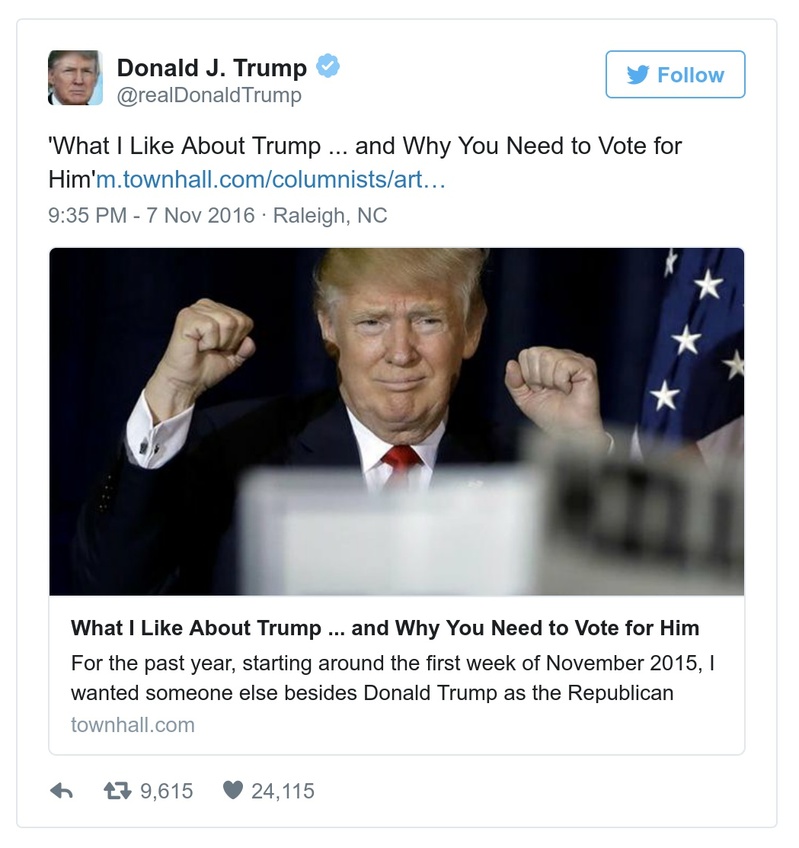 Donald J. Trump
@realDonaldTrump
Follow
'What I Like About Trump ... and Why You Need to Vote for
Him'm.townhall.com/columnists/art…
9:35 PM - 7 Nov 2016 · Raleigh, NC
What I Like About Trump ... and Why You Need to Vote for Him
For the past year, starting around the first week of November 2015, I
wanted someone else besides Donald Trump as the Republican
townhall.com
9,615 24,115